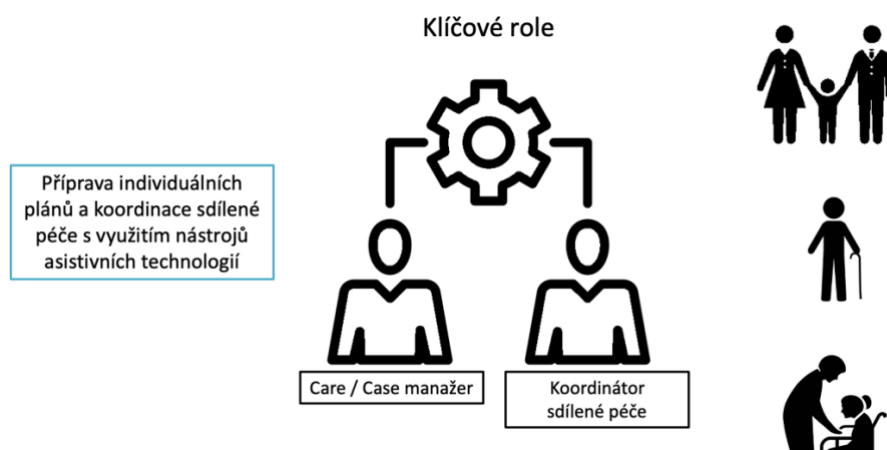 Klíčové role
Příprava individuálních
plánů a koordinace sdílené
péče s využitím nástrojů
asistivních technologií
Care / Case manažer
Koordinátor
sdílené péče